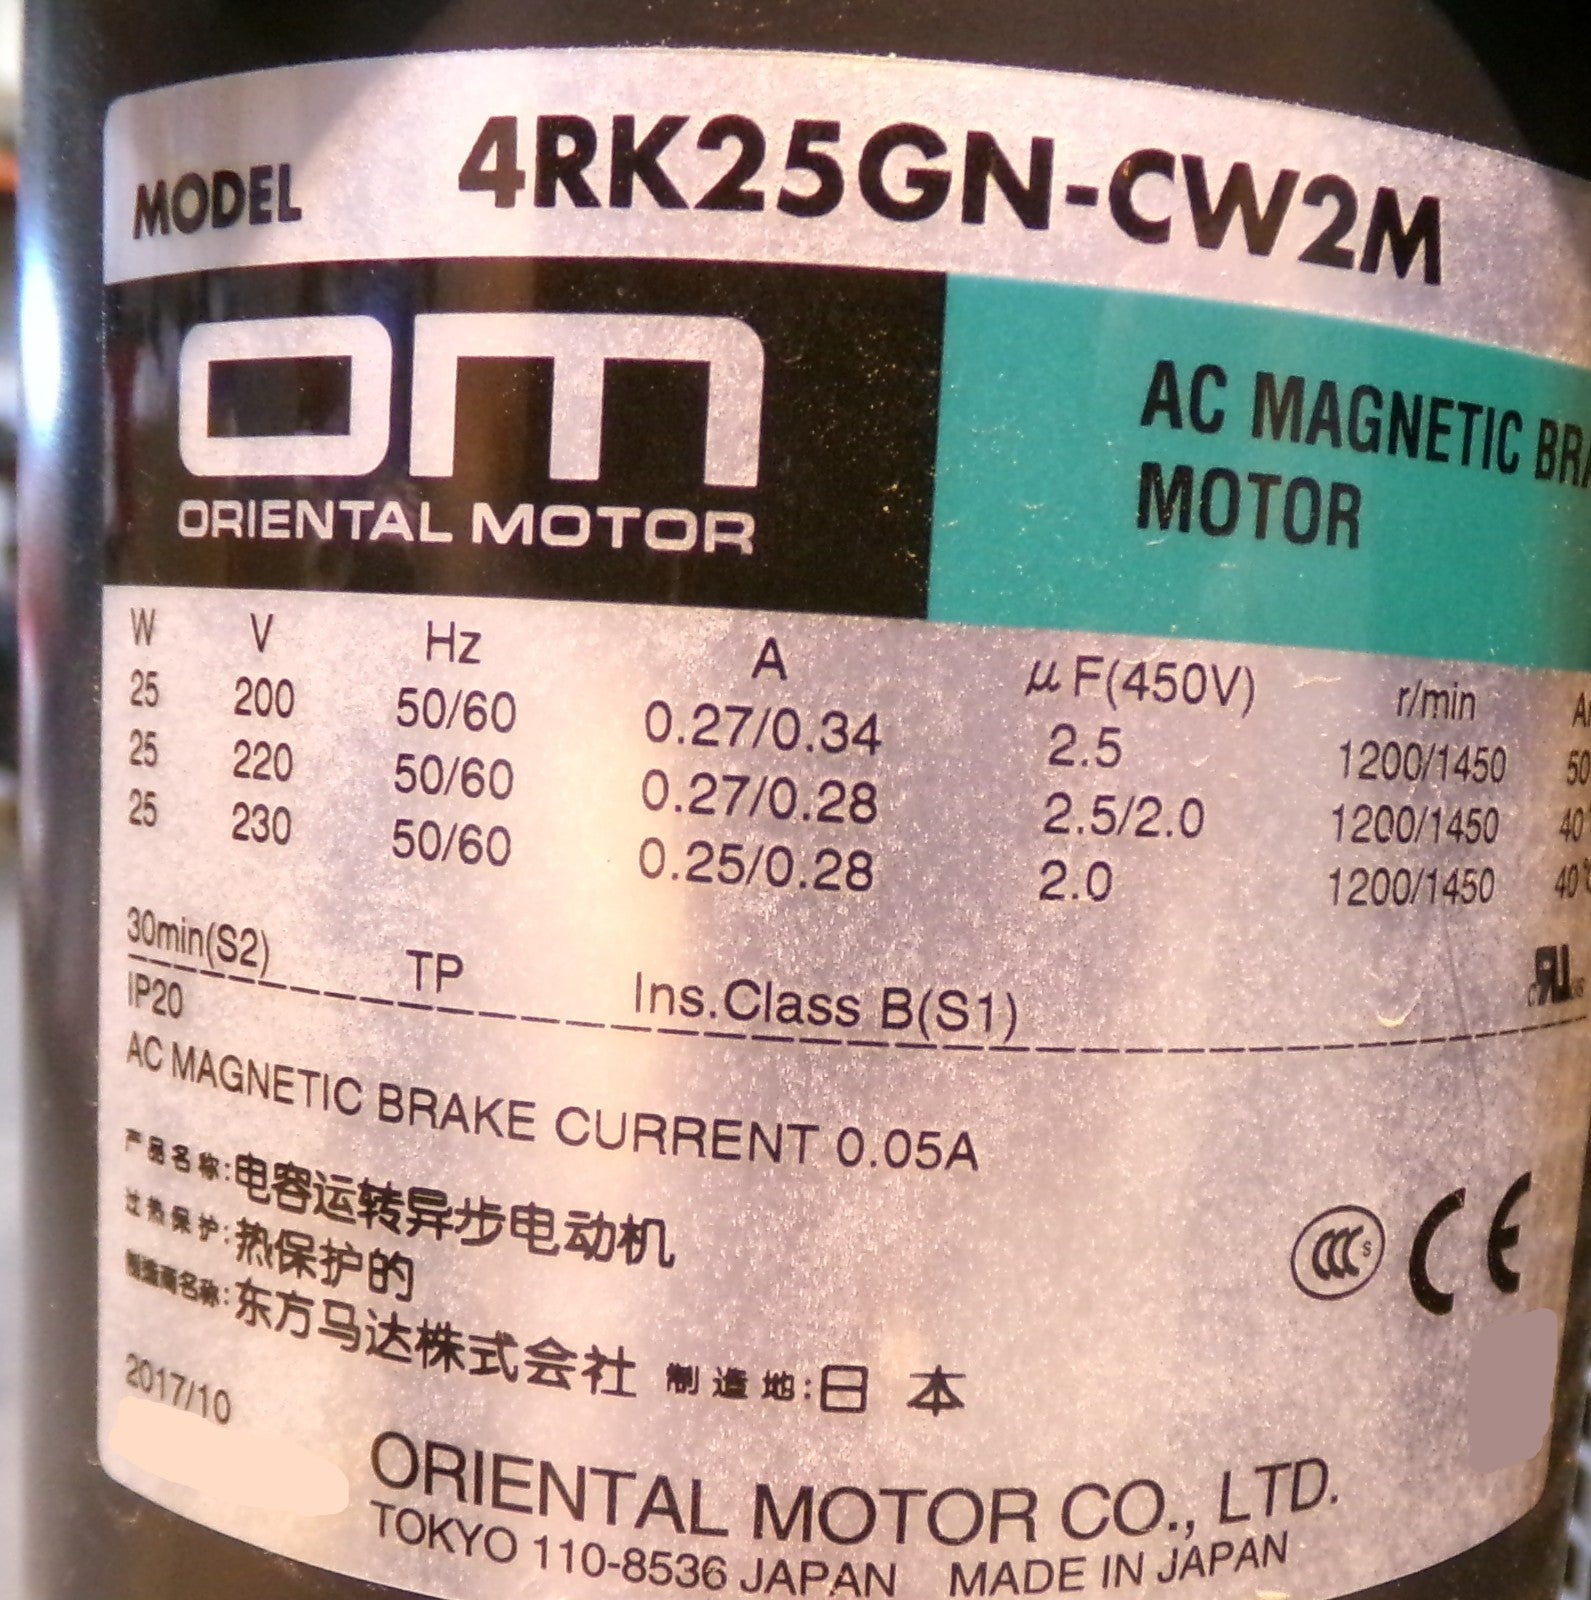 MODEL 4RK25GN-CW2M
om
ORIENTAL MOTOR
AC MAGNETIC BRA
MOTOR
W V Hz A μF(450V) r/min A
25 200 50/60 0.27/0.34 2.5 1200/1450 50
25 220 50/60 0.27/0.28 2.5/2.0 1200/1450 40
25 230 50/60 0.25/0.28 2.0 1200/1450 40℃
30min(S2) TP Ins.Class B(S1)
IP20
AC MAGNETIC BRAKE CURRENT 0.05A
产品名称:电容运转异步电动机
过热保护:热保护的
制造商名称:东方马达株式会社 制造地:日本
CCC S CE
2017/10
ORIENTAL MOTOR CO., LTD.
TOKYO 110-8536 JAPAN MADE IN JAPAN